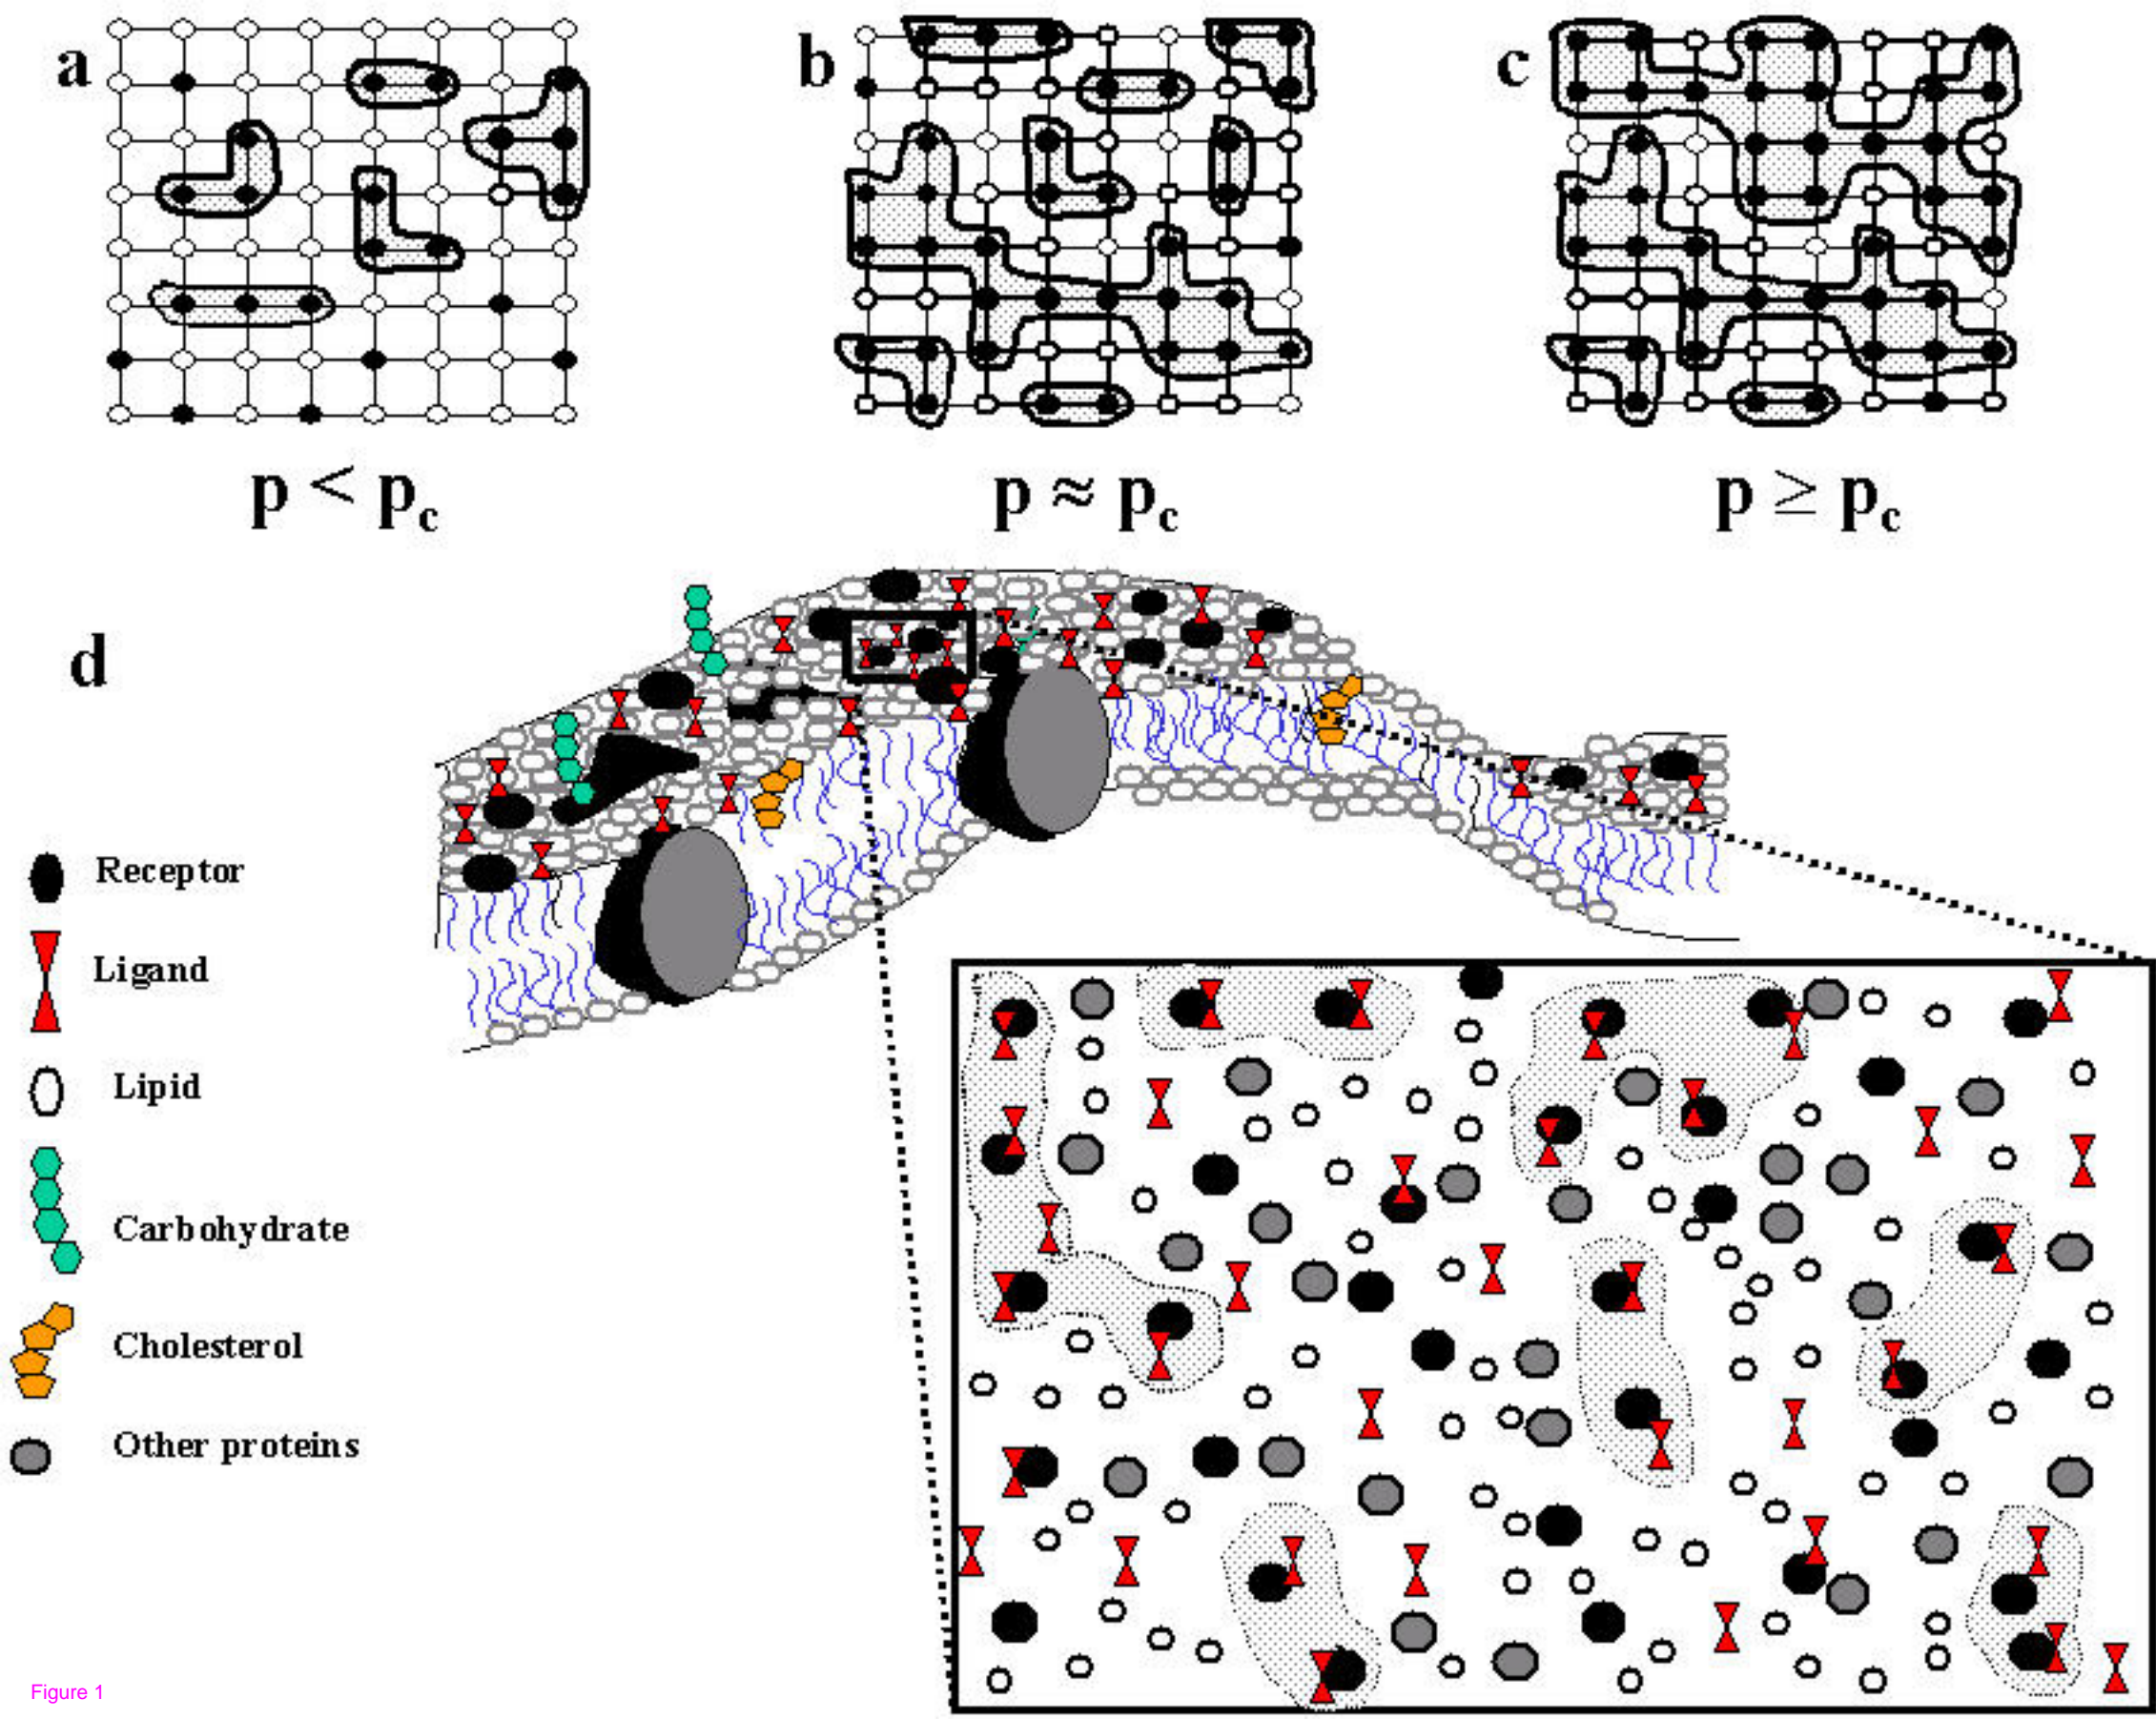 a
b
c
p < pc
p ≈ pc
p ≥ pc
d
Receptor
Ligand
Lipid
Carbohydrate
Cholesterol
Other proteins
Figure 1